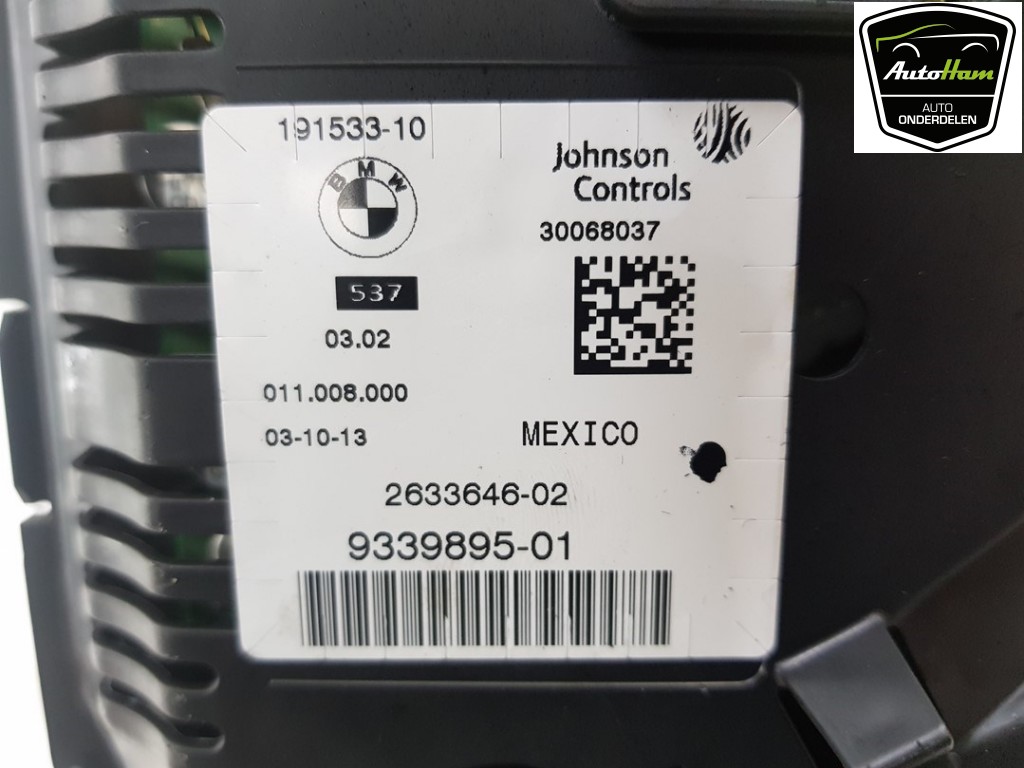 191533-10
BMW
537
03.02
011.008.000
03-10-13
Johnson
Controls
30068037
MEXICO
2633646-02
9339895-01
AutoHam
AUTO
ONDERDELEN